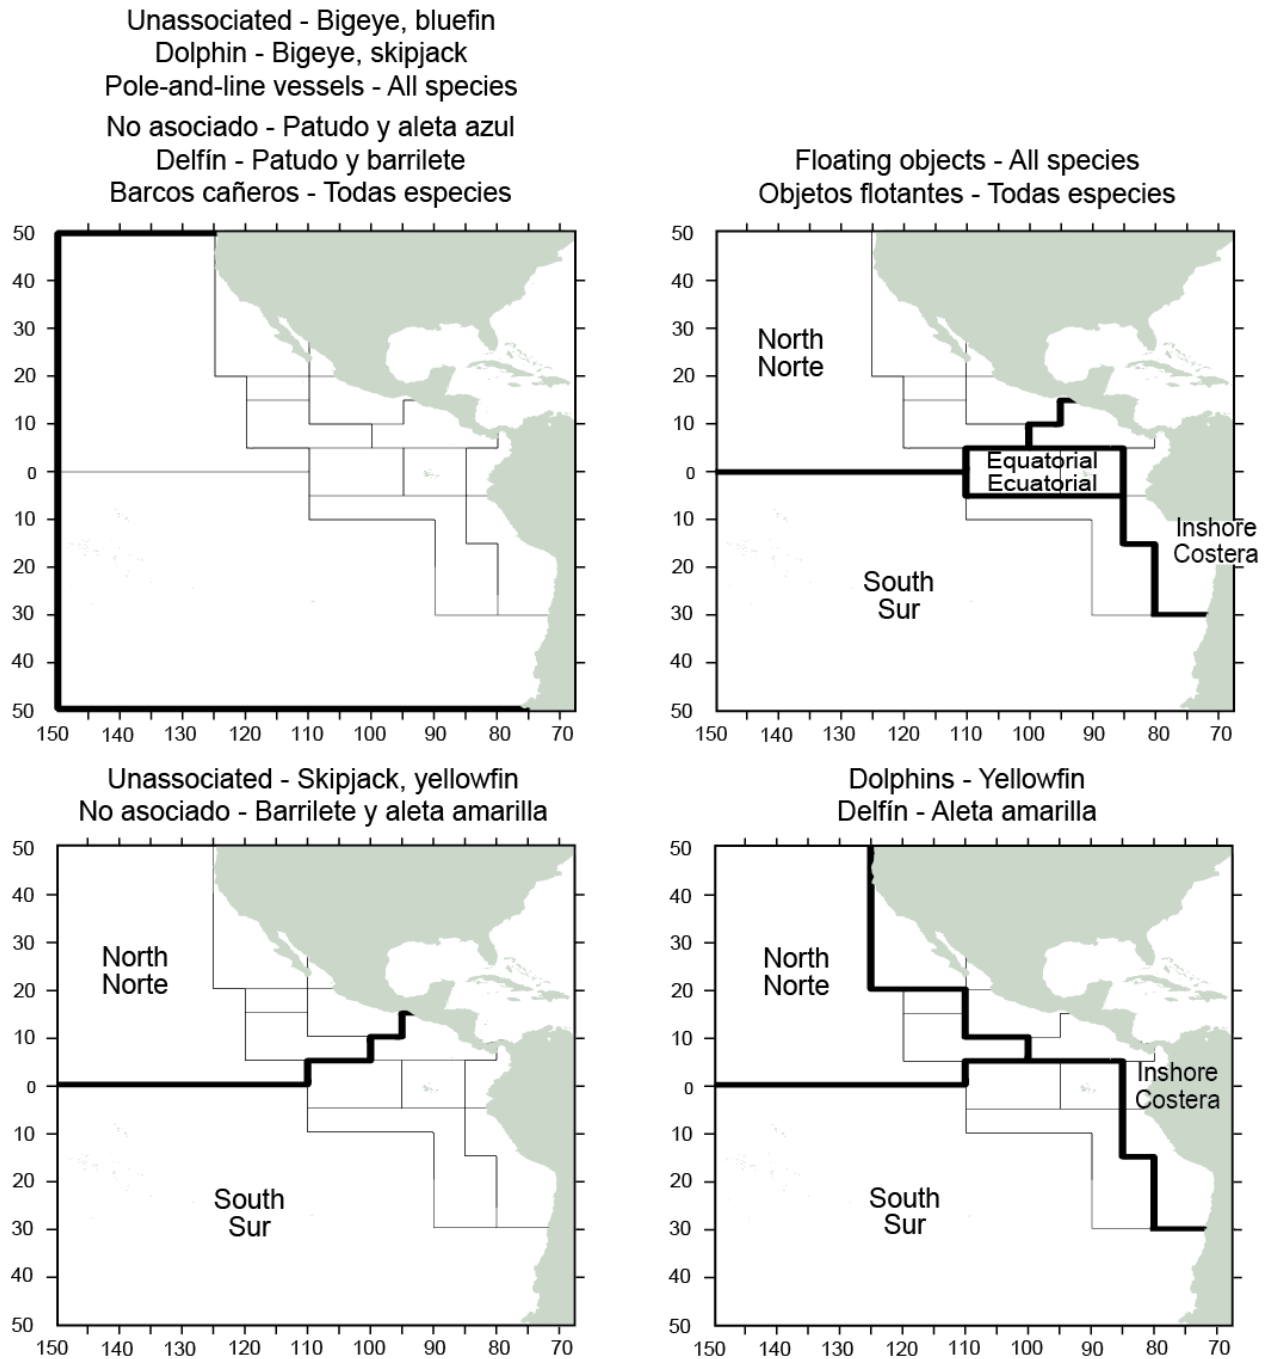 Unassociated - Bigeye, bluefin
Dolphin - Bigeye, skipjack
Pole-and-line vessels - All species
No asociado - Patudo y aleta azul
Delfín - Patudo y barrilete
Barcos cañeros - Todas especies
50
40
30
20
10
0
10
20
30
40
50
150 140 130 120 110 100 90 80 70
Floating objects - All species
Objetos flotantes - Todas especies
50
40
30
20
10
0
10
20
30
40
50
North
Norte
Equatorial
Ecuatorial
Inshore
Costera
South
Sur
150 140 130 120 110 100 90 80 70
Unassociated - Skipjack, yellowfin
No asociado - Barrilete y aleta amarilla
50
40
30
20
10
0
10
20
30
40
50
North
Norte
South
Sur
150 140 130 120 110 100 90 80 70
Dolphins - Yellowfin
Delfín - Aleta amarilla
50
40
30
20
10
0
10
20
30
40
50
North
Norte
Inshore
Costera
South
Sur
150 140 130 120 110 100 90 80 70